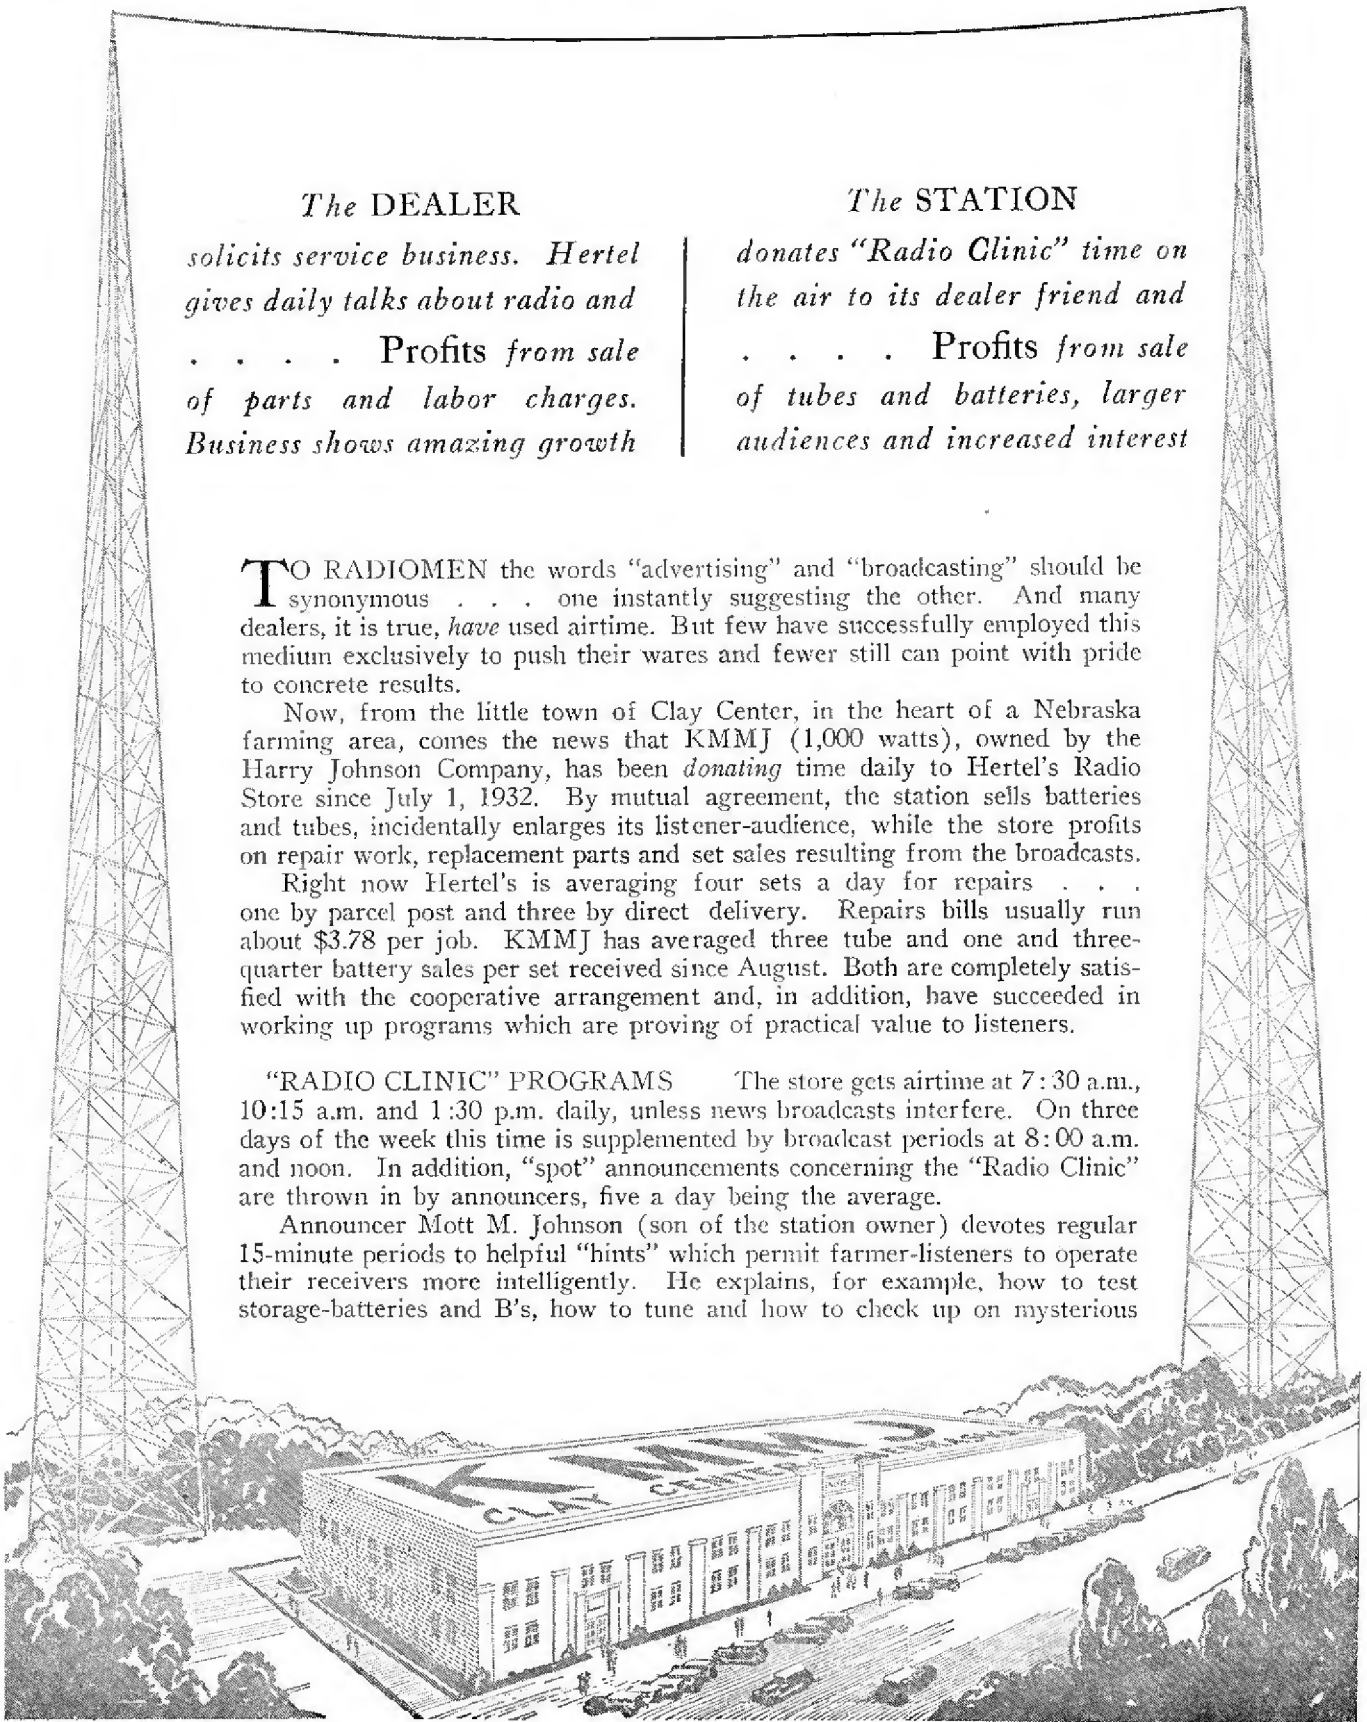 The DEALER
solicits service business. Hertel
gives daily talks about radio and
. . . . Profits from sale
of parts and labor charges.
Business shows amazing growth
The STATION
donates "Radio Clinic" time on
the air to its dealer friend and
. . . . Profits from sale
of tubes and batteries, larger
audiences and increased interest
TO RADIOMEN the words "advertising" and "broadcasting" should be
synonymous . . . one instantly suggesting the other. And many
dealers, it is true, have used airtime. But few have successfully employed this
medium exclusively to push their wares and fewer still can point with pride
to concrete results.
Now, from the little town of Clay Center, in the heart of a Nebraska
farming area, comes the news that KMMJ (1,000 watts), owned by the
Harry Johnson Company, has been donating time daily to Hertel's Radio
Store since July 1, 1932. By mutual agreement, the station sells batteries
and tubes, incidentally enlarges its listener-audience, while the store profits
on repair work, replacement parts and set sales resulting from the broadcasts.
Right now Hertel's is averaging four sets a day for repairs . . .
one by parcel post and three by direct delivery. Repairs bills usually run
about $3.78 per job. KMMJ has averaged three tube and one and three-
quarter battery sales per set received since August. Both are completely satis-
fied with the cooperative arrangement and, in addition, have succeeded in
working up programs which are proving of practical value to listeners.
"RADIO CLINIC" PROGRAMS The store gets airtime at 7:30 a.m.,
10:15 a.m. and 1:30 p.m. daily, unless news broadcasts interfere. On three
days of the week this time is supplemented by broadcast periods at 8:00 a.m.
and noon. In addition, "spot" announcements concerning the "Radio Clinic"
are thrown in by announcers, five a day being the average.
Announcer Mott M. Johnson (son of the station owner) devotes regular
15-minute periods to helpful "hints" which permit farmer-listeners to operate
their receivers more intelligently. He explains, for example, how to test
storage-batteries and B's, how to tune and how to check up on mysterious
KMMJ
CLAY CENTER